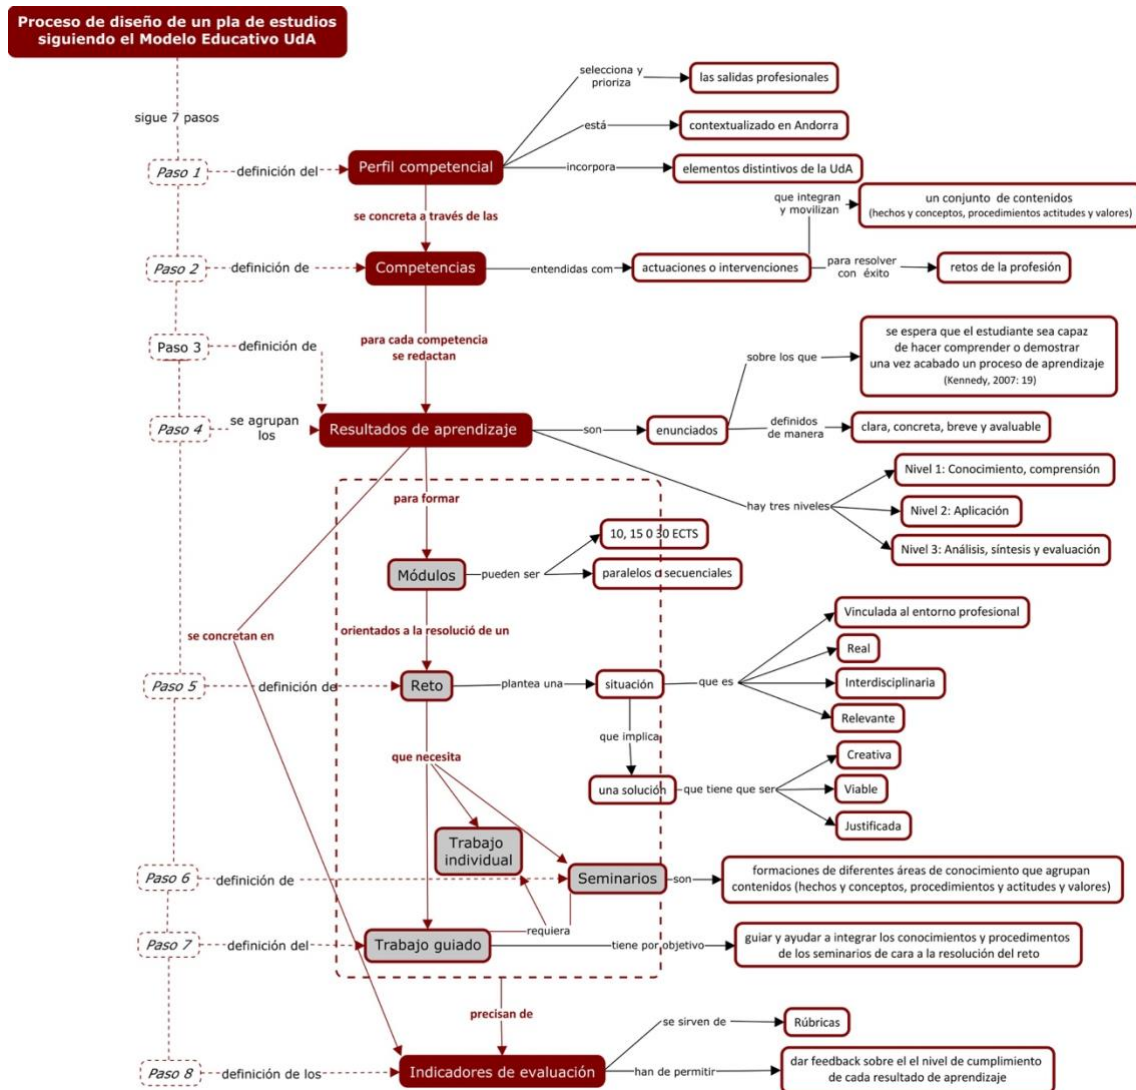 Proceso de diseño de un pla de estudios
siguiendo el Modelo Educativo UdA
sigue 7 pasos
Paso 1
definición del
Perfil competencial
selecciona y
prioriza
las salidas profesionales
está
contextualizado en Andorra
incorpora
elementos distintivos de la UdA
se concreta a través de las
Paso 2
definición de
Competencias
entendidas com
actuaciones o intervenciones
que integran
y movilizan
un conjunto de contenidos
(hechos y conceptos, procedimientos actitudes y valores)
para resolver
con éxito
retos de la profesión
para cada competencia
se redactan
Paso 3
definición de
Paso 4
se agrupan
los
Resultados de aprendizaje
son
enunciados
sobre los que
se espera que el estudiante sea capaz
de hacer comprender o demostrar
una vez acabado un proceso de aprendizaje
(Kennedy, 2007: 19)
definidos
de manera
clara, concreta, breve y avaluable
hay tres niveles
Nivel 1: Conocimiento, comprensión
Nivel 2: Aplicación
Nivel 3: Análisis, síntesis y evaluación
para formar
Módulos
pueden ser
10, 15 0 30 ECTS
paralelos o secuenciales
se concretan en
orientados a la resolució de un
Paso 5
definición de
Reto
plantea una
situación
que es
Vinculada al entorno profesional
Real
Interdisciplinaria
Relevante
que implica
una solución
que tiene que ser
Creativa
Viable
Justificada
que necesita
Trabajo
individual
Paso 6
definición de
Seminarios
son
formaciones de diferentes áreas de conocimiento que agrupan
contenidos (hechos y conceptos, procedimientos y actitudes y valores)
requiera
Paso 7
definición del
Trabajo guiado
tiene por objetivo
guiar y ayudar a integrar los conocimientos y procedimentos
de los seminarios de cara a la resolución del reto
precisan de
Paso 8
definición de los
Indicadores de evaluación
se sirven de
Rúbricas
han de permitir
dar feedback sobre el el nivel de cumplimiento
de cada resultado de aprendizaje